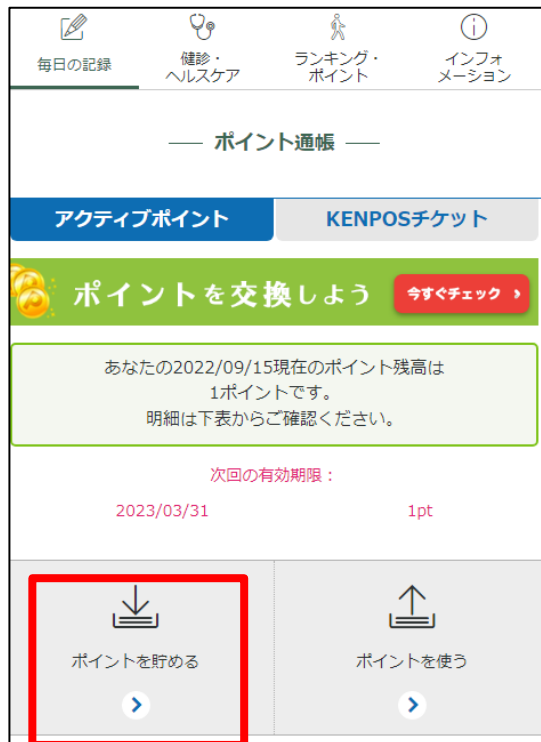 毎日の記録
健診・
ヘルスケア
ランキング・
ポイント
インフォ
メーション
ポイント通帳
アクティブポイント
KENPOSチケット
ポイントを交換しよう
今すぐチェック
あなたの2022/09/15現在のポイント残高は
1ポイントです。
明細は下表からご確認ください。
次回の有効期限：
2023/03/31 1pt
ポイントを貯める
ポイントを使う